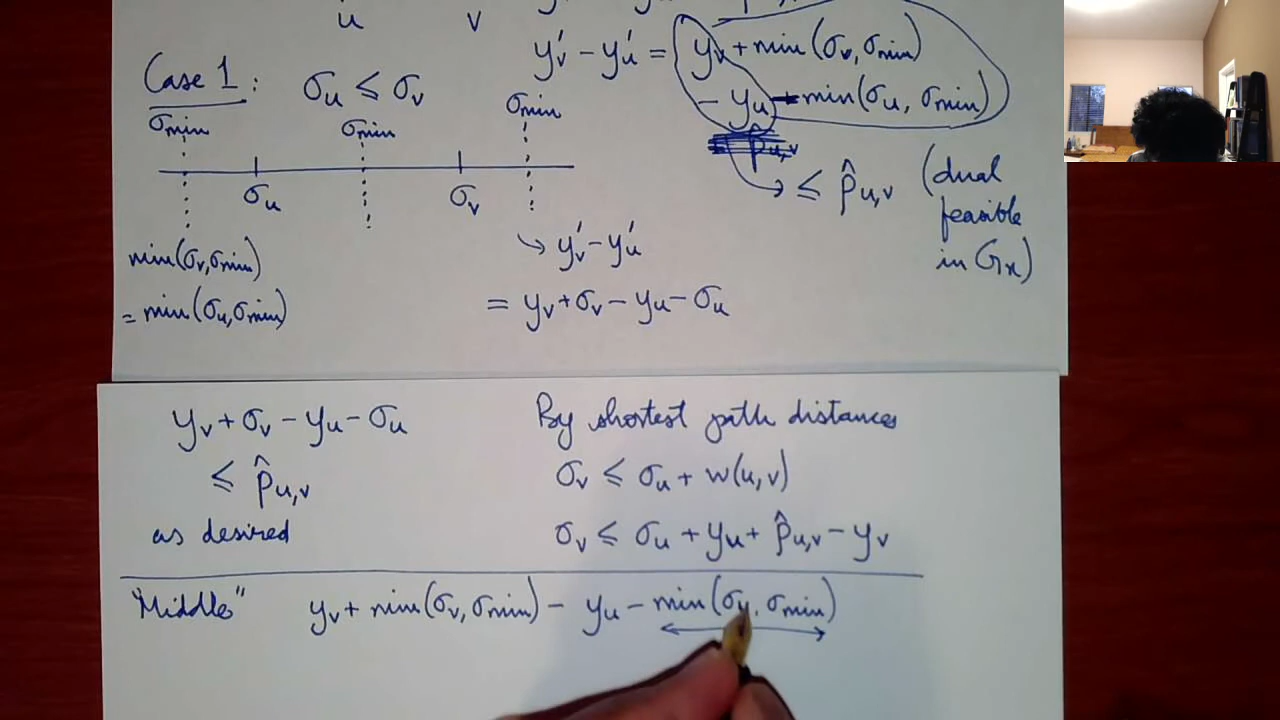 u v
y'v − y'u = yv + min(σv, σmin)
Case 1: σu ≤ σv
− yu − min(σu, σmin)
σmin σmin σmin
σu σv
≤ p̂u,v (dual
feasible
in Gx)
min(σv, σmin)
= min(σu, σmin)
↳ y'v − y'u
= yv + σv − yu − σu
yv + σv − yu − σu
≤ p̂u,v
as desired
By shortest path distances
σv ≤ σu + w(u,v)
σv ≤ σu + yu + p̂u,v − yv
"Middle" yv + min(σv, σmin) − yu − min(σu, σmin)